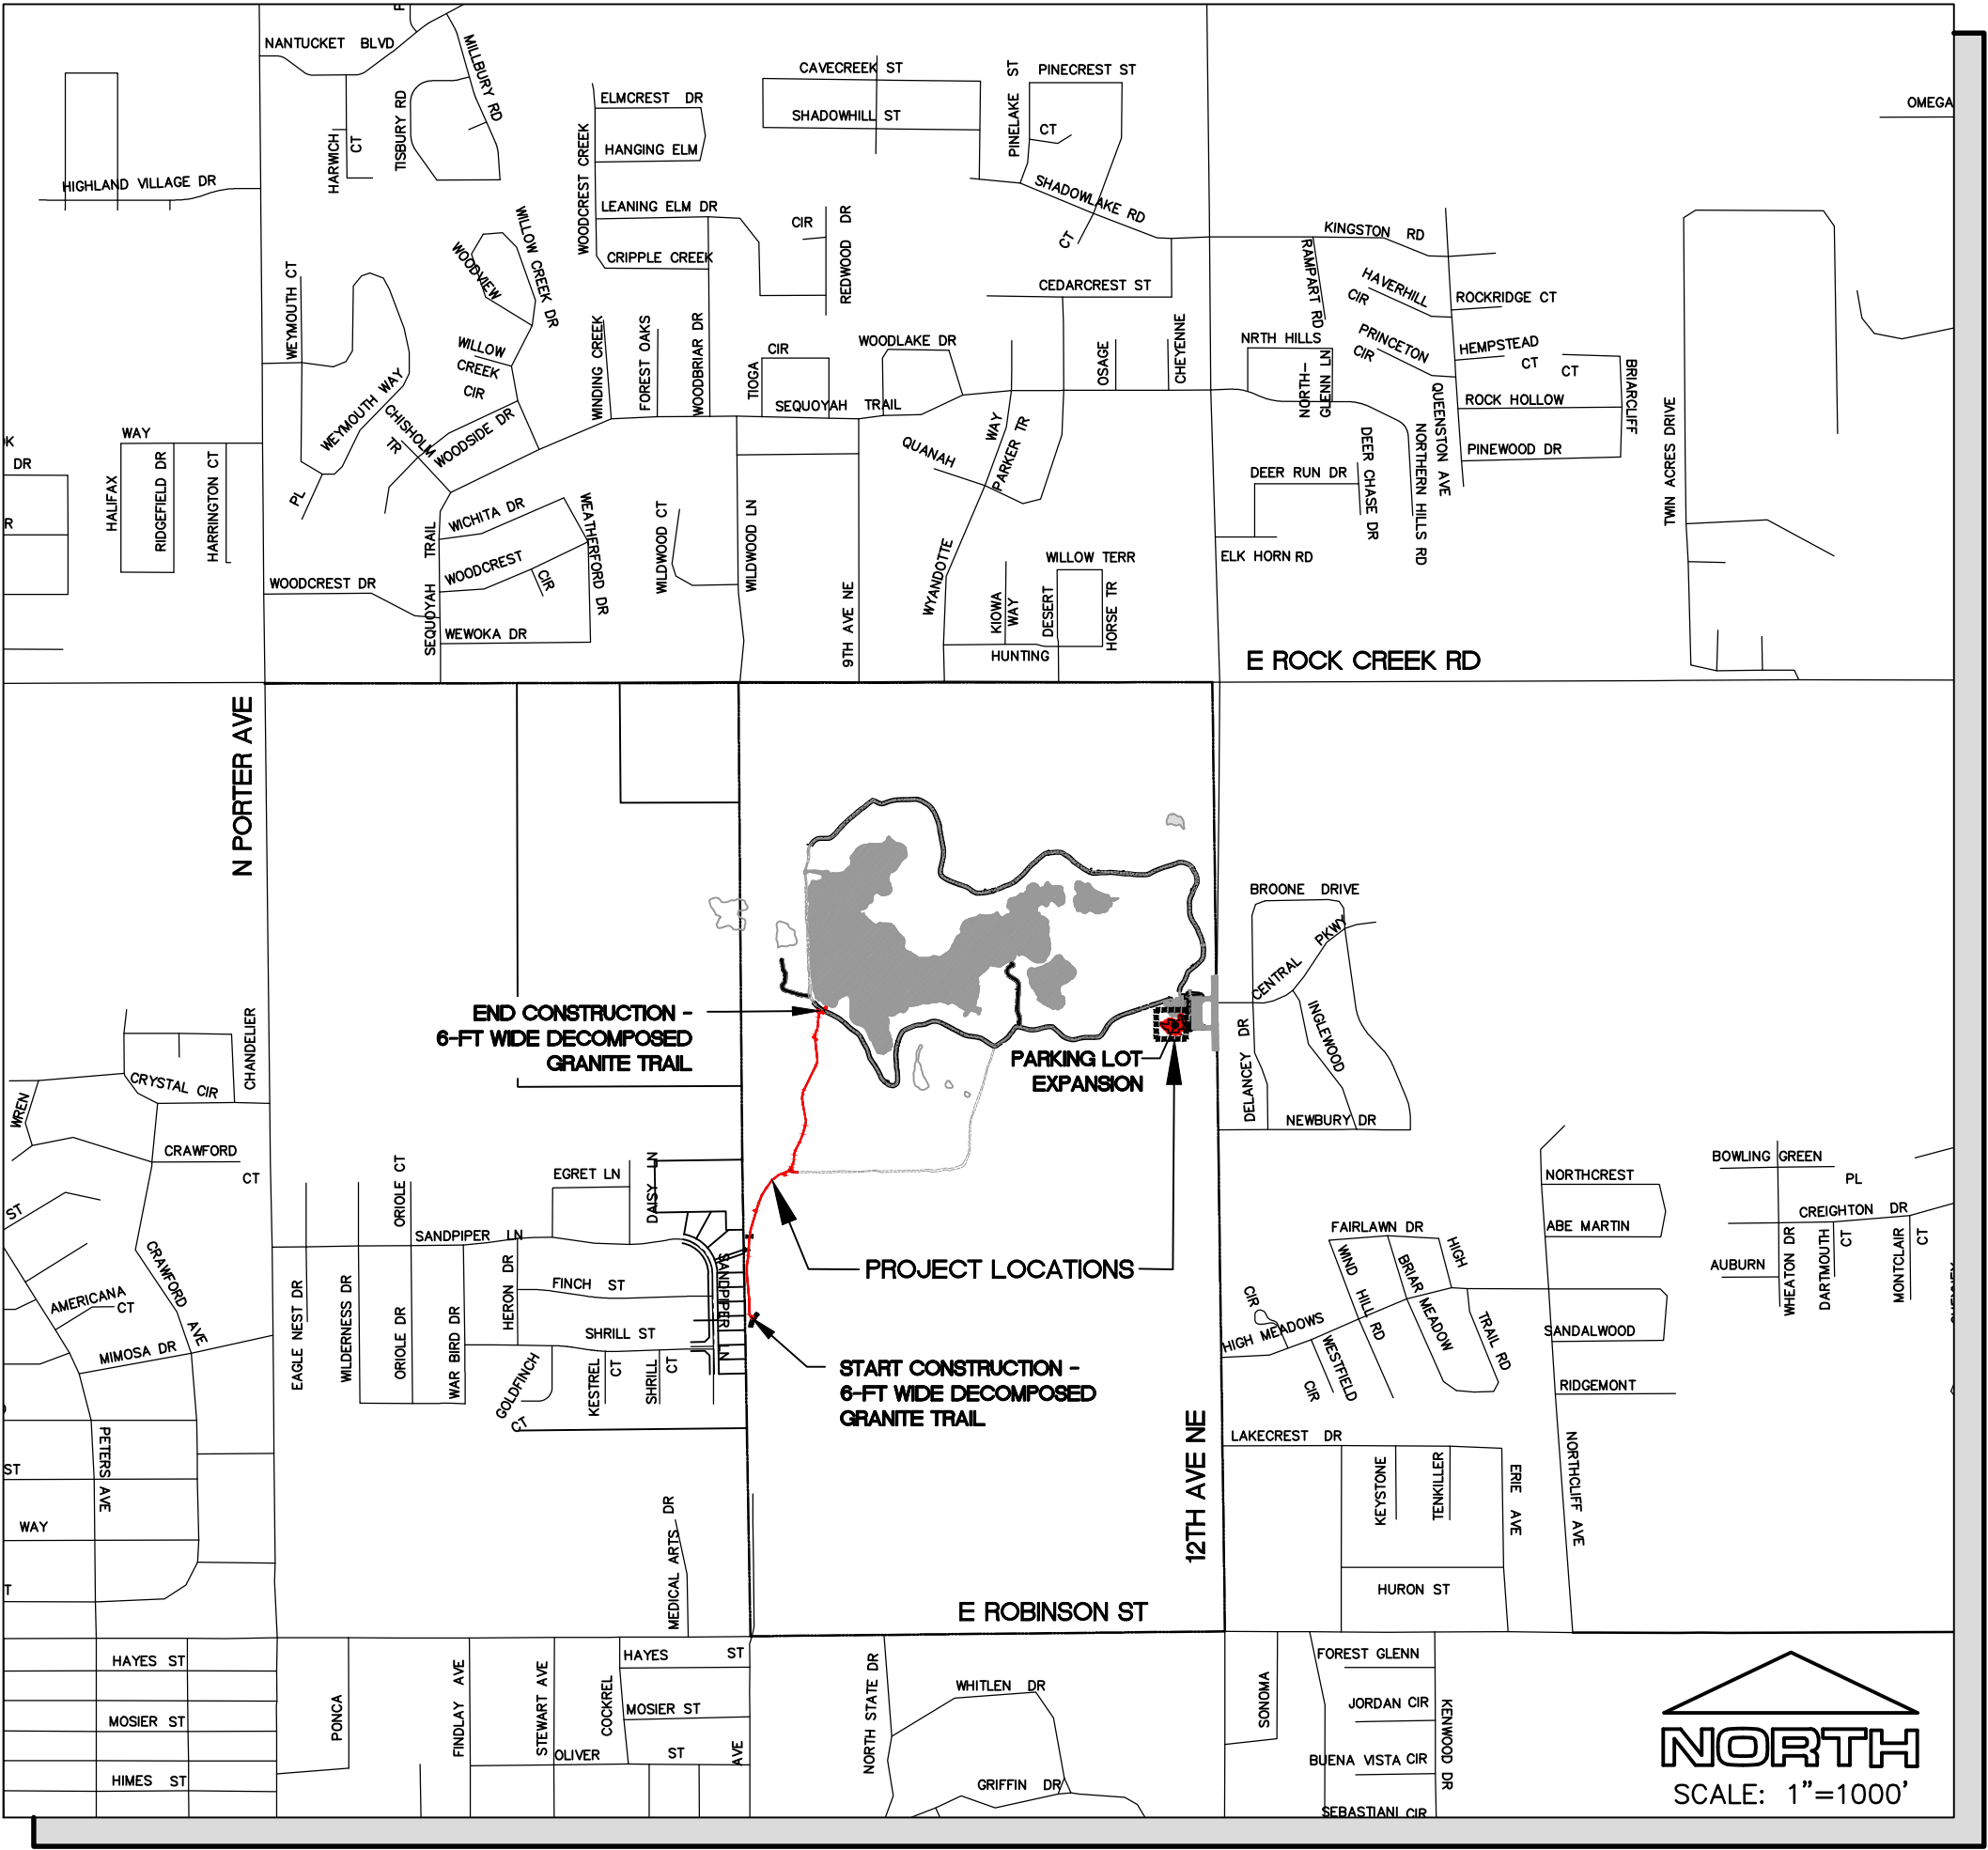 NANTUCKET BLVD
MILLBURY RD
TISBURY RD
HARWICH
CT
HIGHLAND VILLAGE DR
ELMCREST DR
HANGING ELM
WOODCREST CREEK
LEANING ELM DR
CRIPPLE CREEK
CAVECREEK ST
SHADOWHILL ST
PINELAKE ST
PINECREST ST
CT
SHADOWLAKE RD
CT
OMEGA
CIR
REDWOOD DR
CEDARCREST ST
KINGSTON RD
RAMPART RD
HAVERHILL
CIR
ROCKRIDGE CT
PRINCETON
CIR
HEMPSTEAD
CT
CT
BRIARCLIFF
ROCK HOLLOW
PINEWOOD DR
QUEENSTON AVE
NRTH HILLS
NORTH-
GLENN LN
NORTHERN HILLS RD
DEER RUN DR
DEER CHASE DR
ELK HORN RD
TWIN ACRES DRIVE
WEYMOUTH CT
WOODVIEW
WILLOW CREEK DR
WILLOW
CREEK
CIR
WEYMOUTH WAY
CHISHOLM
TR
WOODSIDE DR
PL
WINDING CREEK
FOREST OAKS
WOODBRIAR DR
TIOGA
CIR
WOODLAKE DR
SEQUOYAH TRAIL
OSAGE
CHEYENNE
QUANAH
WAY
PARKER TR
K
DR
R
WAY
HALIFAX
RIDGEFIELD DR
HARRINGTON CT
WOODCREST DR
SEQUOYAH TRAIL
WICHITA DR
WOODCREST
CIR
WEATHERFORD DR
WEWOKA DR
WILDWOOD CT
WILDWOOD LN
9TH AVE NE
WYANDOTTE
KIOWA
WAY
WILLOW TERR
DESERT
HORSE TR
HUNTING
E ROCK CREEK RD
N PORTER AVE
BROONE DRIVE
CENTRAL PKWY
INGLEWOOD
DELANCEY DR
NEWBURY DR
END CONSTRUCTION -
6-FT WIDE DECOMPOSED
GRANITE TRAIL
PARKING LOT
EXPANSION
CHANDELIER
CRYSTAL CIR
WREN
CRAWFORD
CT
ST
CRAWFORD AVE
AMERICANA
CT
MIMOSA DR
EGRET LN
DAISY LN
ORIOLE CT
SANDPIPER LN
EAGLE NEST DR
WILDERNESS DR
ORIOLE DR
WAR BIRD DR
HERON DR
FINCH ST
SHRILL ST
SANDPIPER LN
GOLDFINCH
CT
KESTREL
CT
SHRILL
CT
PROJECT LOCATIONS
START CONSTRUCTION -
6-FT WIDE DECOMPOSED
GRANITE TRAIL
NORTHCREST
ABE MARTIN
BOWLING GREEN
PL
CREIGHTON DR
AUBURN
WHEATON DR
DARTMOUTH
CT
MONTCLAIR
CT
FAIRLAWN DR
HIGH
WIND HILL RD
BRIAR MEADOW
TRAIL RD
CIR
HIGH MEADOWS
WESTFIELD
CIR
SANDALWOOD
RIDGEMONT
NORTHCLIFF AVE
LAKECREST DR
KEYSTONE
TENKILLER
ERIE AVE
HURON ST
12TH AVE NE
PETERS AVE
ST
WAY
T
MEDICAL ARTS DR
E ROBINSON ST
HAYES ST
MOSIER ST
HIMES ST
PONCA
FINDLAY AVE
STEWART AVE
COCKREL
HAYES ST
MOSIER ST
OLIVER ST
AVE
NORTH STATE DR
WHITLEN DR
GRIFFIN DR
SONOMA
FOREST GLENN
JORDAN CIR
BUENA VISTA CIR
SEBASTIANI CIR
KENWOOD DR
NORTH
SCALE: 1"=1000'